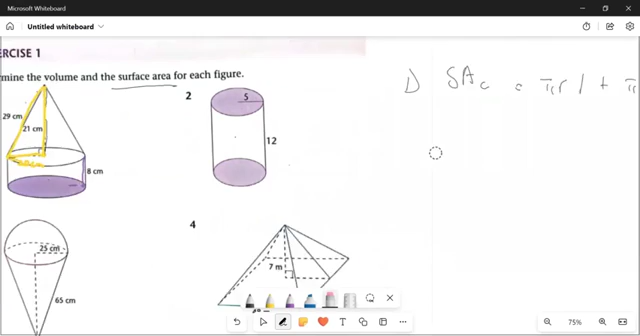 Microsoft Whiteboard
Untitled whiteboard
ERCISE 1
mine the volume and the surface area for each figure.
29 cm
21 cm
8 cm
2
5
12
1) SAc = πrl + π
25 cm
65 cm
4
7 m
75%